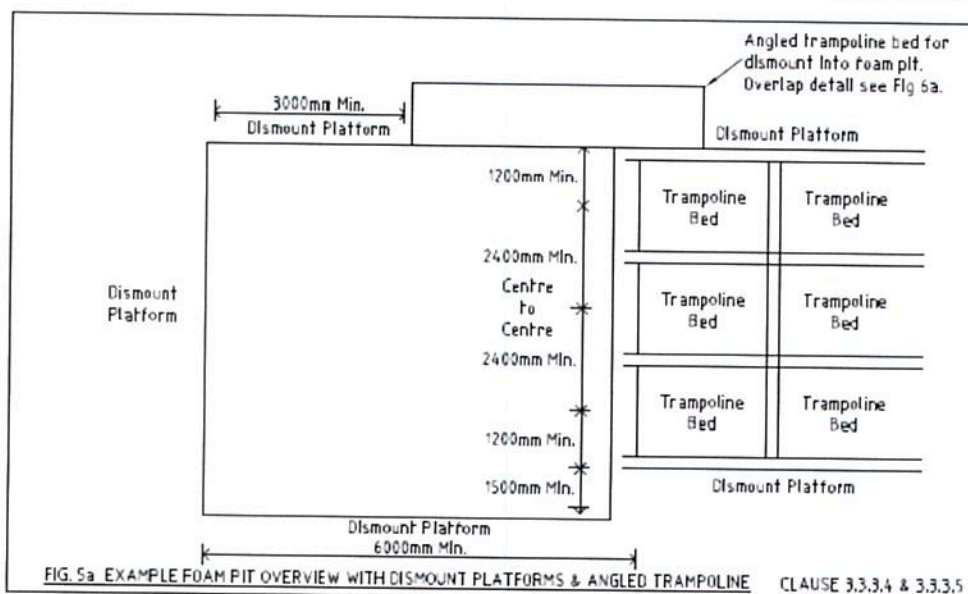 Angled trampoline bed for
dismount into foam pit.
Overlap detail see Fig 6a.
3000mm Min.
Dismount Platform
Dismount Platform
1200mm Min.
Trampoline
Bed
Trampoline
Bed
2400mm Min.
Centre
to
Centre
Dismount
Platform
Trampoline
Bed
Trampoline
Bed
2400mm Min.
Trampoline
Bed
Trampoline
Bed
1200mm Min.
1500mm Min.
Dismount Platform
Dismount Platform
6000mm Min.
FIG. 5a EXAMPLE FOAM PIT OVERVIEW WITH DISMOUNT PLATFORMS & ANGLED TRAMPOLINE CLAUSE 3.3.3.4 & 3.3.3.5